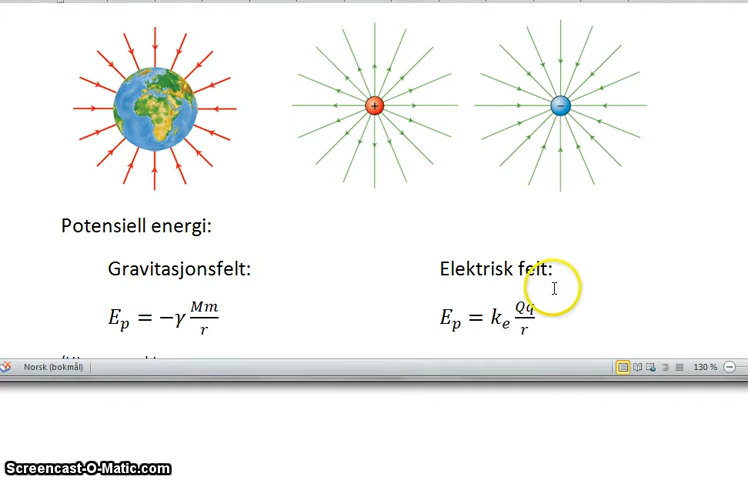 + −
Potensiell energi:
Gravitasjonsfelt: Elektrisk felt:
E_p = −γ Mm/r E_p = k_e Qq/r
Norsk (bokmål) 130 %
Screencast-O-Matic.com